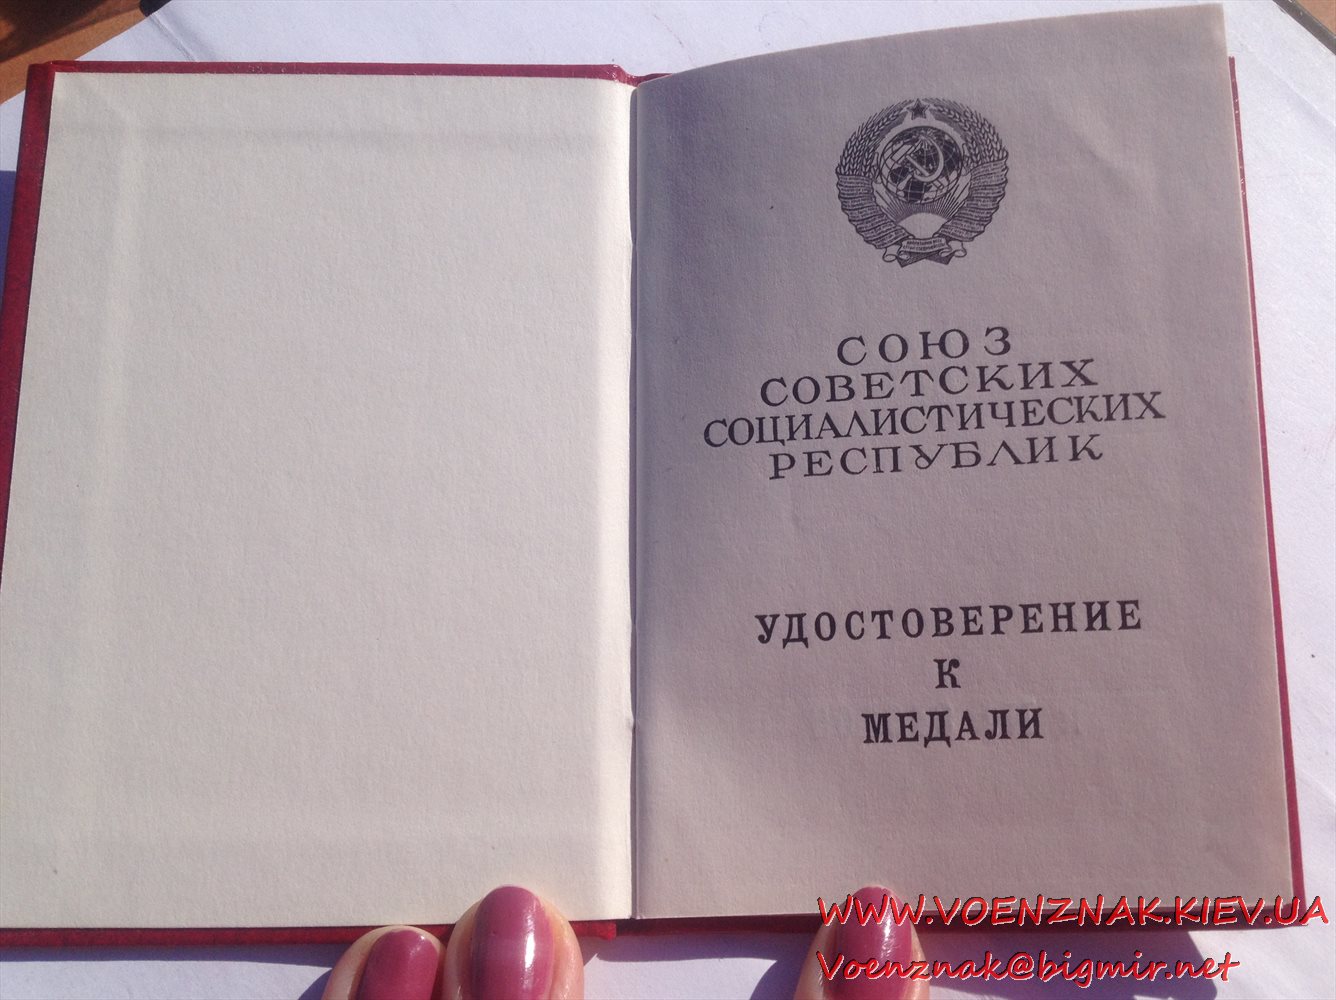 СОЮЗ
СОВЕТСКИХ
СОЦИАЛИСТИЧЕСКИХ
РЕСПУБЛИК
УДОСТОВЕРЕНИЕ
К
МЕДАЛИ
WWW.VOENZNAK.KIEV.UA
Voenznak@bigmir.net